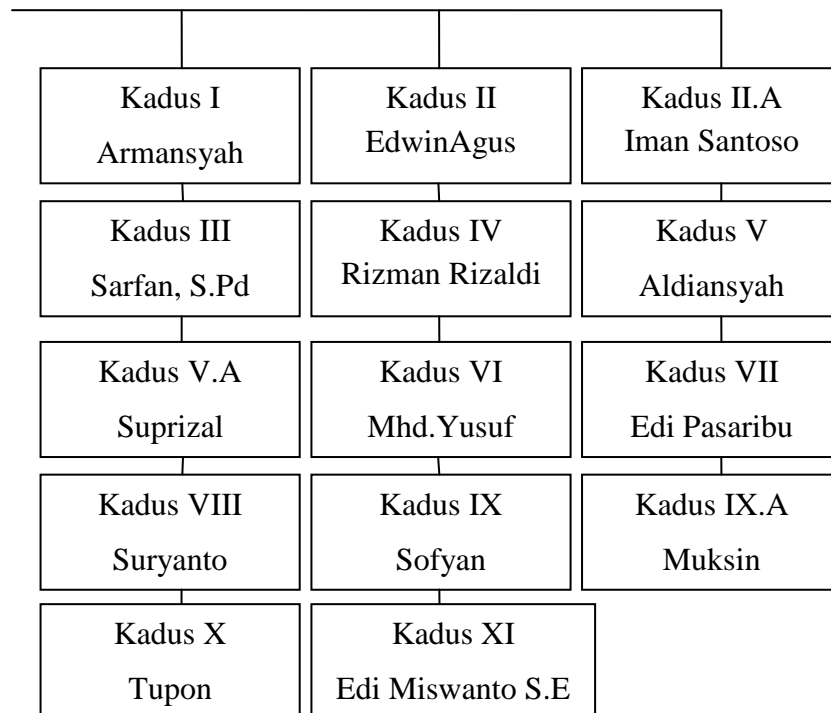 Kadus I
Armansyah
Kadus II
EdwinAgus
Kadus II.A
Iman Santoso
Kadus III
Sarfan, S.Pd
Kadus IV
Rizman Rizaldi
Kadus V
Aldiansyah
Kadus V.A
Suprizal
Kadus VI
Mhd.Yusuf
Kadus VII
Edi Pasaribu
Kadus VIII
Suryanto
Kadus IX
Sofyan
Kadus IX.A
Muksin
Kadus X
Tupon
Kadus XI
Edi Miswanto S.E